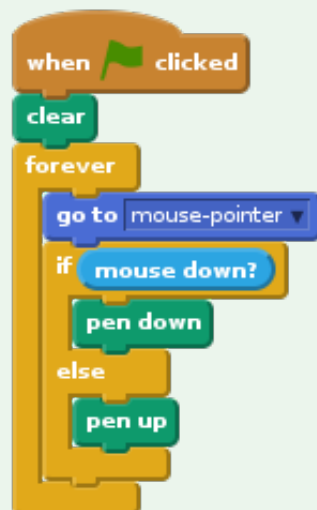 when clicked
clear
forever
go to mouse-pointer
if mouse down?
pen down
else
pen up